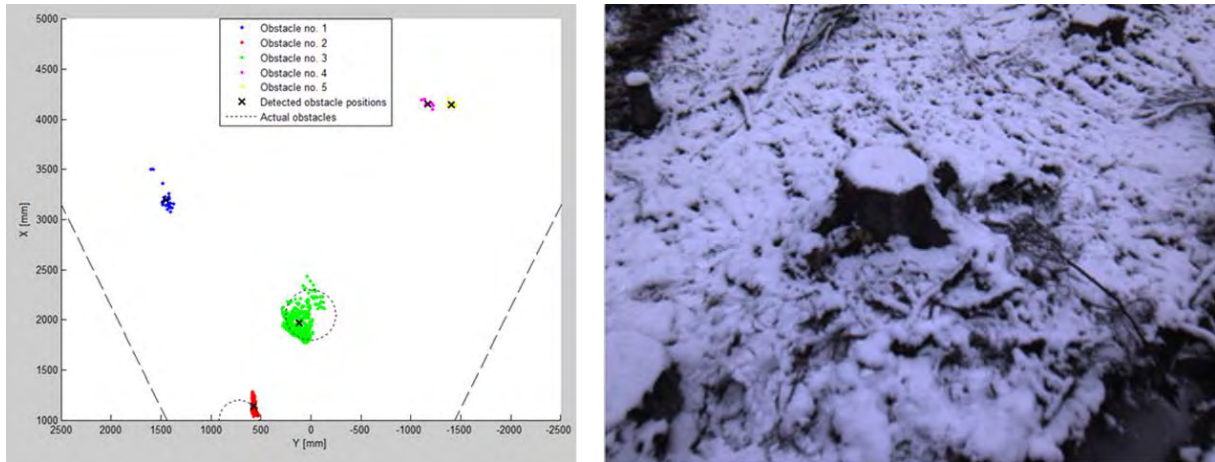 5000
4500
4000
3500
3000
2500
2000
1500
1000
X [mm]
Obstacle no. 1
Obstacle no. 2
Obstacle no. 3
Obstacle no. 4
Obstacle no. 5
Detected obstacle positions
Actual obstacles
2500 2000 1500 1000 500 0 -500 -1000 -1500 -2000 -2500
Y [mm]